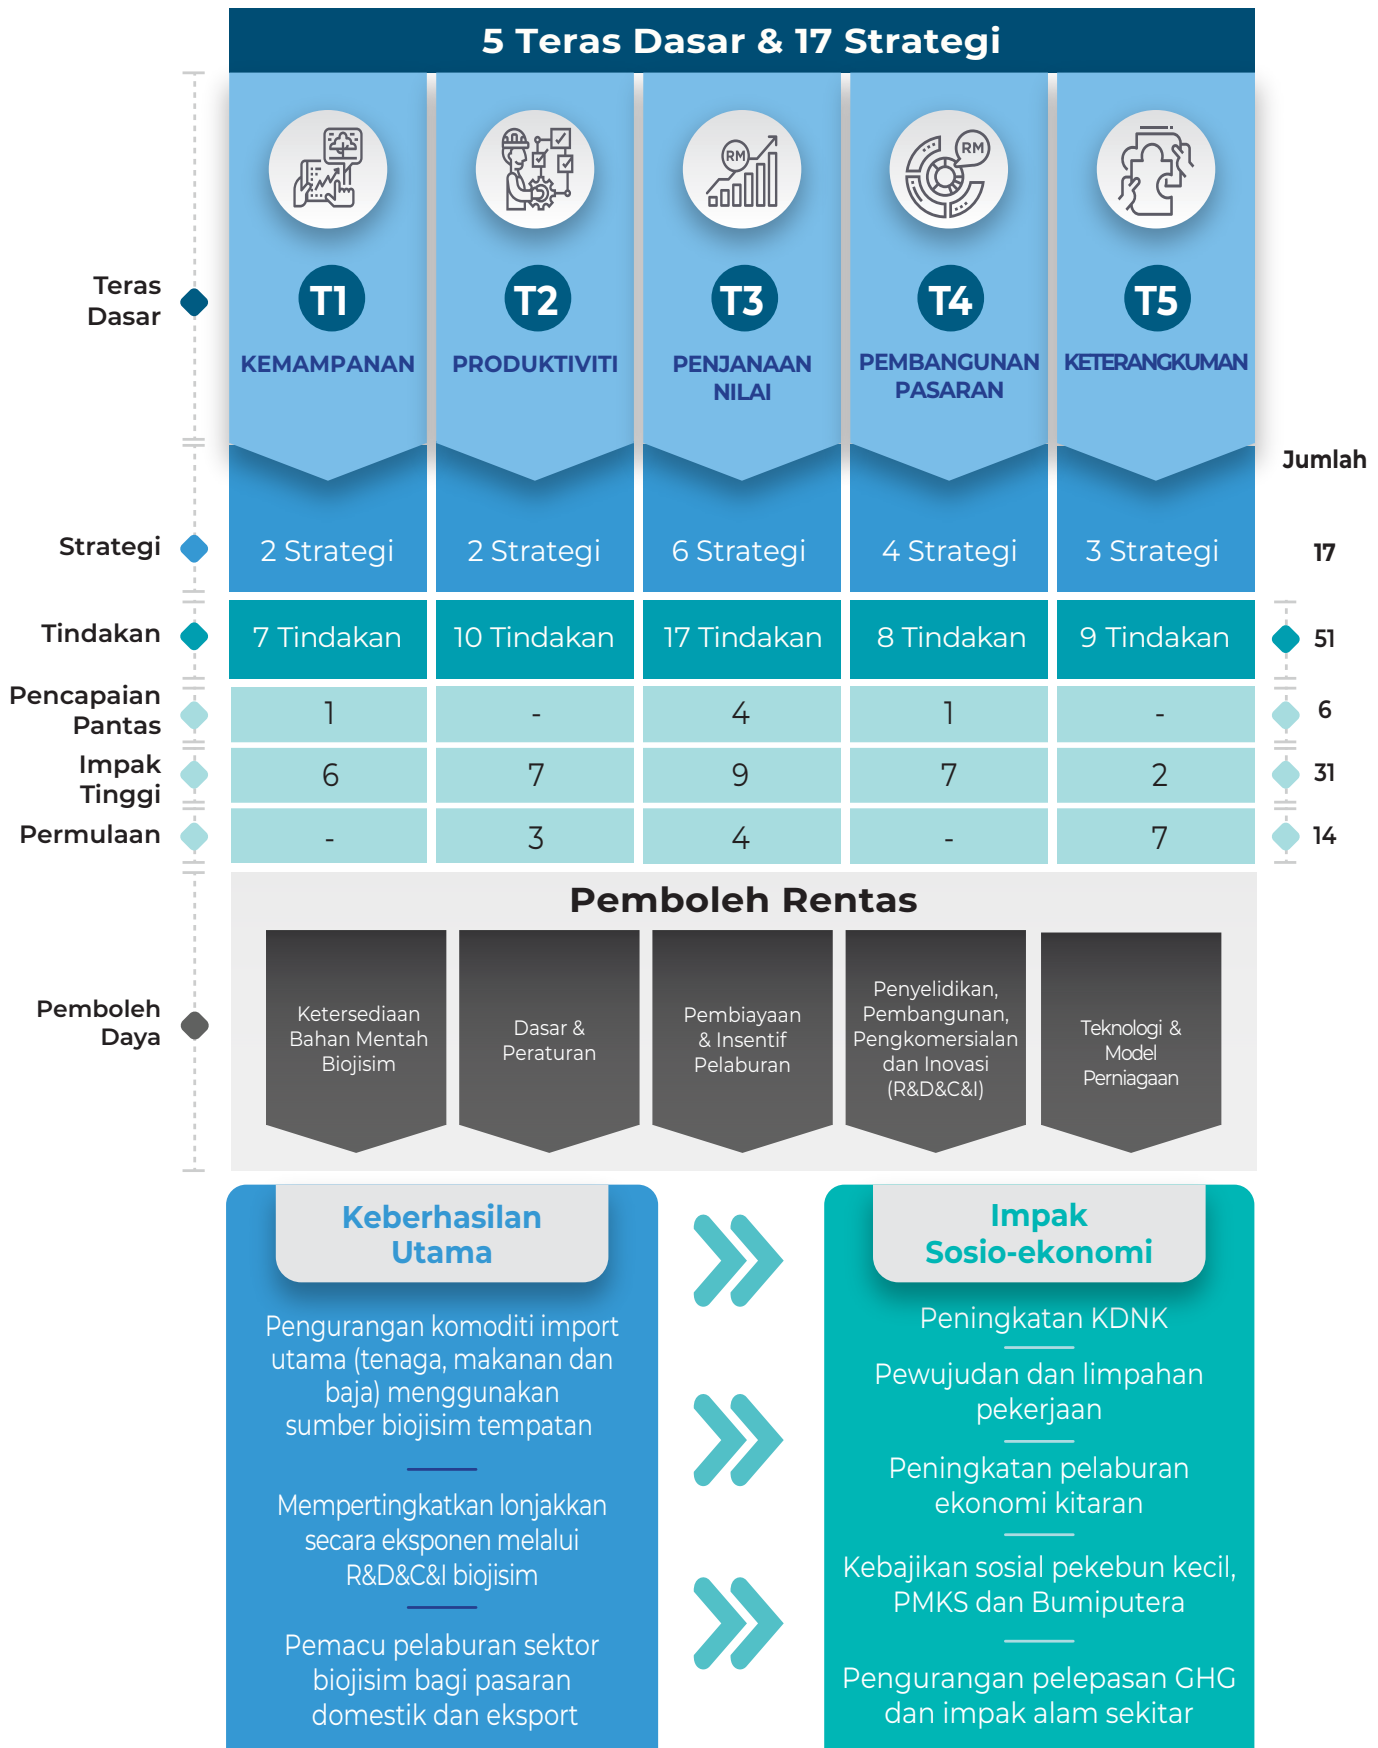 5 Teras Dasar & 17 Strategi
RM
RM
Teras
Dasar
T1
T2
T3
T4
T5
KEMAMPANAN
PRODUKTIVITI
PENJANAAN
NILAI
PEMBANGUNAN
PASARAN
KETERANGKUMAN
Jumlah
Strategi
2 Strategi
2 Strategi
6 Strategi
4 Strategi
3 Strategi
17
Tindakan
7 Tindakan
10 Tindakan
17 Tindakan
8 Tindakan
9 Tindakan
51
Pencapaian
Pantas
1
-
4
1
-
6
Impak
Tinggi
6
7
9
7
2
31
Permulaan
-
3
4
-
7
14
Pemboleh Rentas
Pemboleh
Daya
Ketersediaan
Bahan Mentah
Biojisim
Dasar &
Peraturan
Pembiayaan
& Insentif
Pelaburan
Penyelidikan,
Pembangunan,
Pengkomersialan
dan Inovasi
(R&D&C&I)
Teknologi &
Model
Perniagaan
Keberhasilan
Utama
Pengurangan komoditi import
utama (tenaga, makanan dan
baja) menggunakan
sumber biojisim tempatan
Mempertingkatkan lonjakkan
secara eksponen melalui
R&D&C&I biojisim
Pemacu pelaburan sektor
biojisim bagi pasaran
domestik dan eksport
Impak
Sosio-ekonomi
Peningkatan KDNK
Pewujudan dan limpahan
pekerjaan
Peningkatan pelaburan
ekonomi kitaran
Kebajikan sosial pekebun kecil,
PMKS dan Bumiputera
Pengurangan pelepasan GHG
dan impak alam sekitar